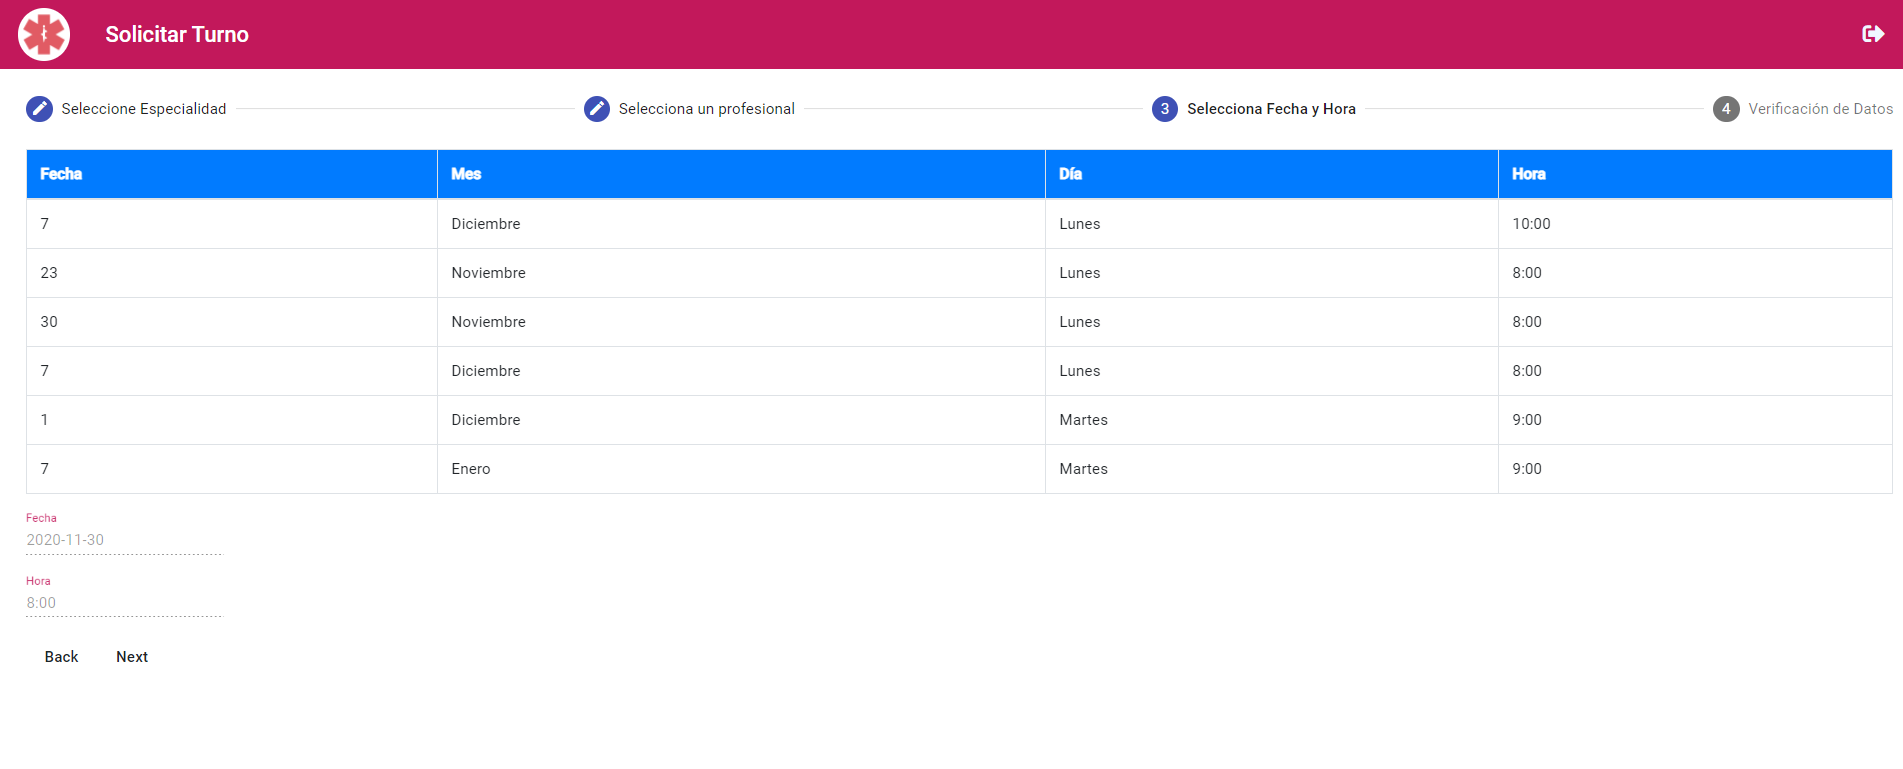 Solicitar Turno
Seleccione Especialidad
Selecciona un profesional
3 Selecciona Fecha y Hora
4 Verificación de Datos
Fecha Mes Día Hora
7 Diciembre Lunes 10:00
23 Noviembre Lunes 8:00
30 Noviembre Lunes 8:00
7 Diciembre Lunes 8:00
1 Diciembre Martes 9:00
7 Enero Martes 9:00
Fecha
2020-11-30
Hora
8:00
Back Next